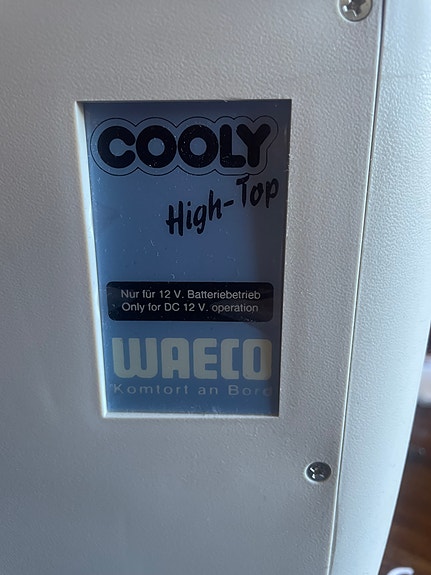 COOLY
High-Top
Nur für 12 V. Batteriebetrieb
Only for DC 12 V. operation
WAECO
Komfort an Bord